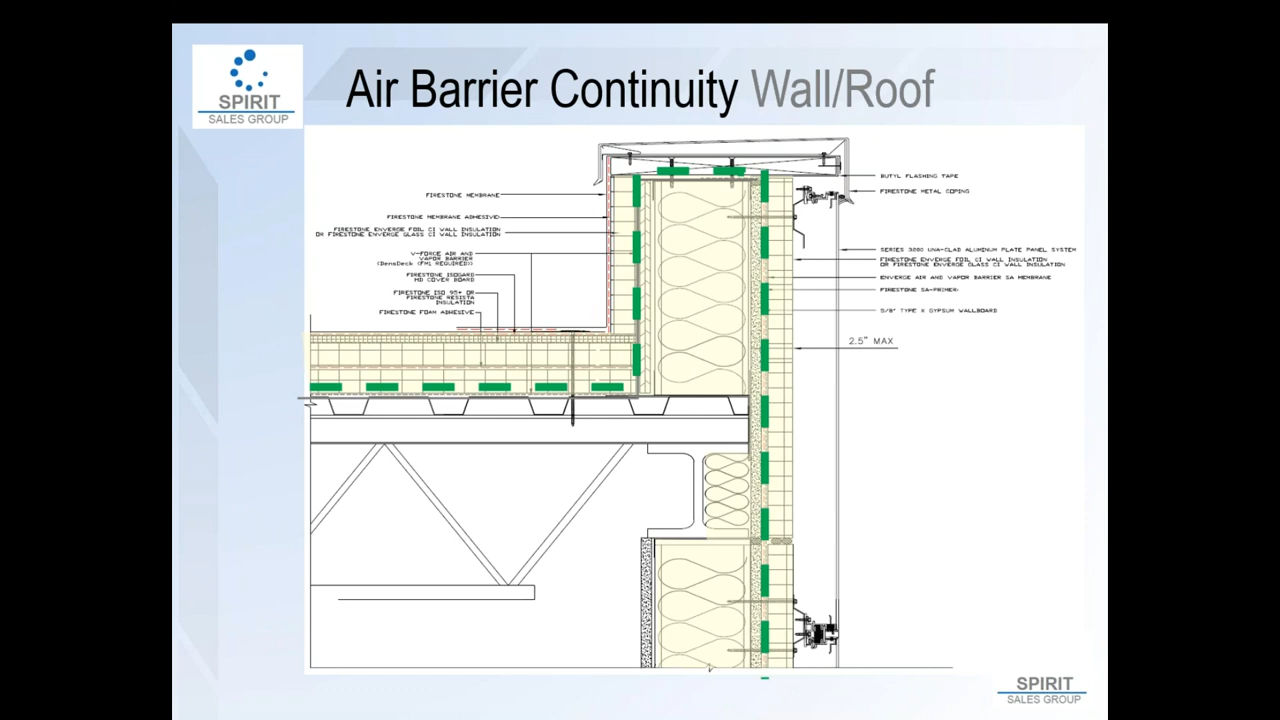 SPIRIT
SALES GROUP
Air Barrier Continuity Wall/Roof
FIRESTONE MEMBRANE
FIRESTONE MEMBRANE ADHESIVE
FIRESTONE ENVERGE FOIL CI WALL INSULATION
OR FIRESTONE ENVERGE GLASS CI WALL INSULATION
V-FORCE AIR AND
VAPOR BARRIER
(DensDeck (FM1 REQUIRED))
FIRESTONE ISOGARD
HD COVER BOARD
FIRESTONE ISO 95+ OR
FIRESTONE RESISTA
INSULATION
FIRESTONE FOAM ADHESIVE
BUTYL FLASHING TAPE
FIRESTONE METAL COPING
SERIES 3200 UNA-CLAD ALUMINUM PLATE PANEL SYSTEM
FIRESTONE ENVERGE FOIL CI WALL INSULATION
OR FIRESTONE ENVERGE GLASS CI WALL INSULATION
ENVERGE AIR AND VAPOR BARRIER SA MEMBRANE
FIRESTONE SA-PRIMER
5/8" TYPE X GYPSUM WALLBOARD
2.5" MAX
SPIRIT
SALES GROUP